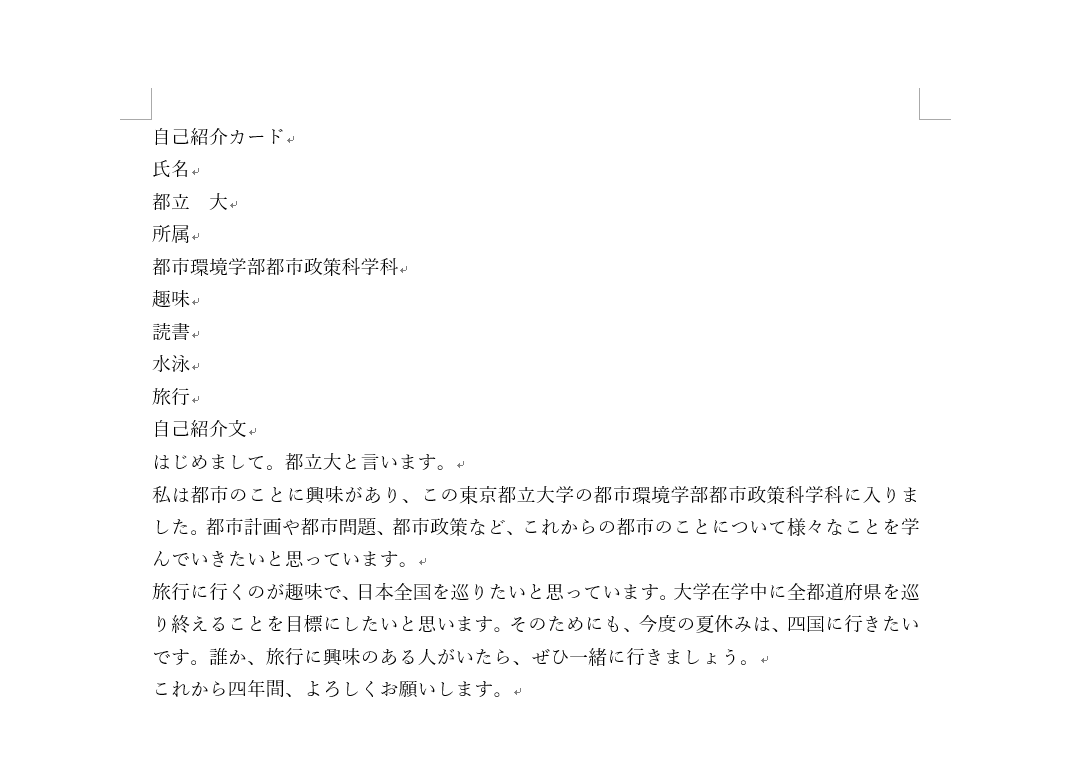 自己紹介カード
氏名
都立　大
所属
都市環境学部都市政策科学科
趣味
読書
水泳
旅行
自己紹介文
はじめまして。都立大と言います。
私は都市のことに興味があり、この東京都立大学の都市環境学部都市政策科学科に入りま
した。都市計画や都市問題、都市政策など、これからの都市のことについて様々なことを学
んでいきたいと思っています。
旅行に行くのが趣味で、日本全国を巡りたいと思っています。大学在学中に全都道府県を巡
り終えることを目標にしたいと思います。そのためにも、今度の夏休みは、四国に行きたい
です。誰か、旅行に興味のある人がいたら、ぜひ一緒に行きましょう。
これから四年間、よろしくお願いします。